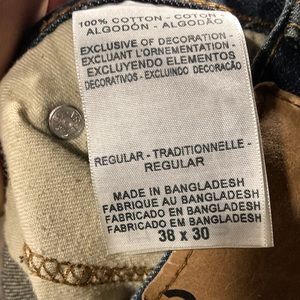 100% COTTON - COTON -
ALGODÓN - ALGODÃO
EXCLUSIVE OF DECORATION -
EXCLUANT L'ORNEMENTATION -
EXCLUYENDO ELEMENTOS
DECORATIVOS - EXCLUINDO DECORAÇÃO
REGULAR - TRADITIONNELLE -
REGULAR
MADE IN BANGLADESH
FABRIQUE AU BANGLADESH
FABRICADO EN BANGLADESH
FABRICADO EM BANGLADESH
38 x 30